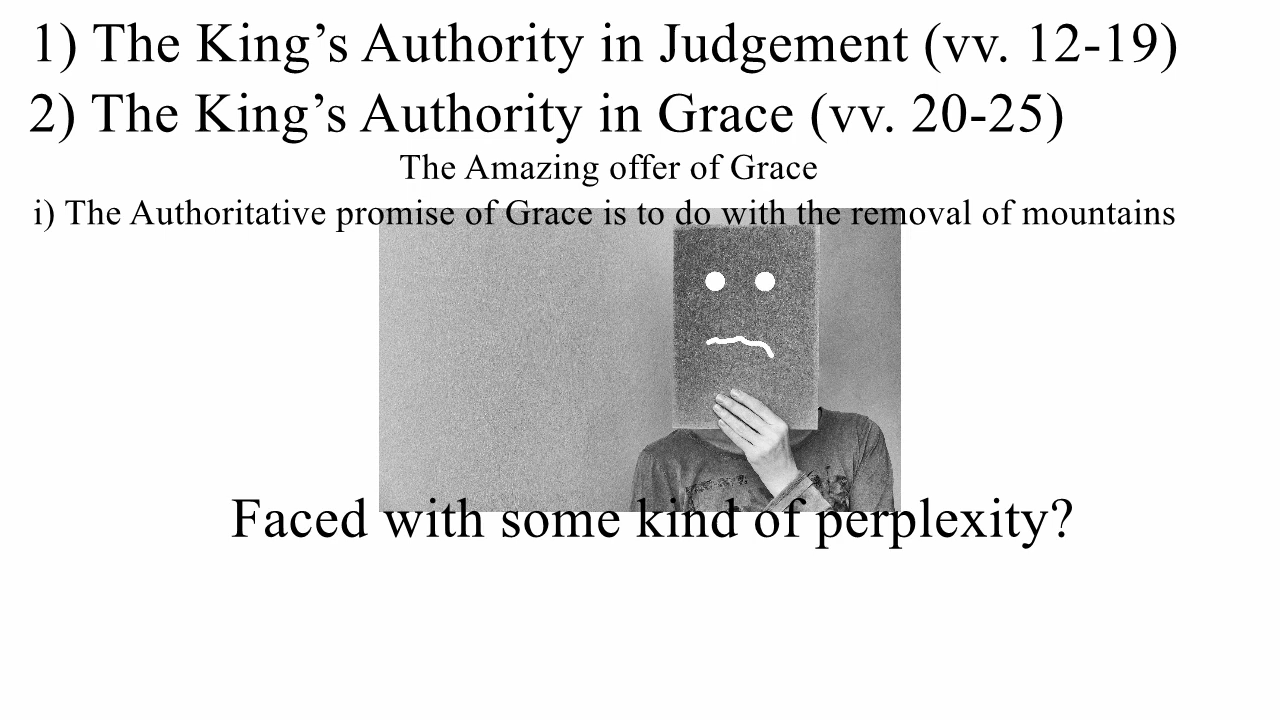 1) The King’s Authority in Judgement (vv. 12-19)
2) The King’s Authority in Grace (vv. 20-25)
The Amazing offer of Grace
i) The Authoritative promise of Grace is to do with the removal of mountains
Faced with some kind of perplexity?